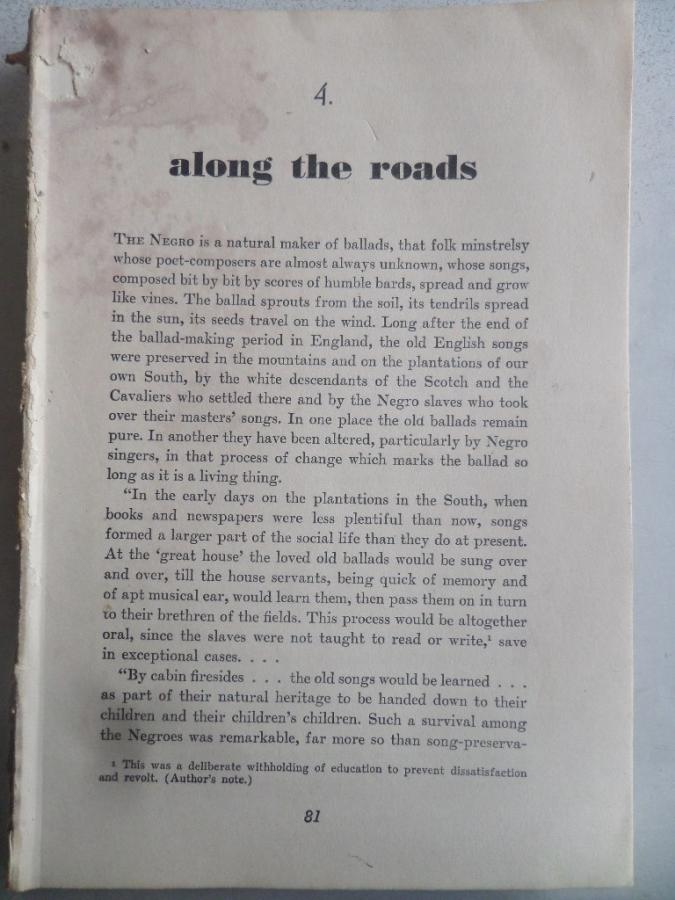 4.
along the roads
THE NEGRO is a natural maker of ballads, that folk minstrelsy
whose poet-composers are almost always unknown, whose songs,
composed bit by bit by scores of humble bards, spread and grow
like vines. The ballad sprouts from the soil, its tendrils spread
in the sun, its seeds travel on the wind. Long after the end of
the ballad-making period in England, the old English songs
were preserved in the mountains and on the plantations of our
own South, by the white descendants of the Scotch and the
Cavaliers who settled there and by the Negro slaves who took
over their masters’ songs. In one place the old ballads remain
pure. In another they have been altered, particularly by Negro
singers, in that process of change which marks the ballad so
long as it is a living thing.
“In the early days on the plantations in the South, when
books and newspapers were less plentiful than now, songs
formed a larger part of the social life than they do at present.
At the ‘great house’ the loved old ballads would be sung over
and over, till the house servants, being quick of memory and
of apt musical ear, would learn them, then pass them on in turn
to their brethren of the fields. This process would be altogether
oral, since the slaves were not taught to read or write,¹ save
in exceptional cases. . . .
“By cabin firesides . . . the old songs would be learned . . .
as part of their natural heritage to be handed down to their
children and their children’s children. Such a survival among
the Negroes was remarkable, far more so than song-preserva-
¹ This was a deliberate withholding of education to prevent dissatisfaction
and revolt. (Author’s note.)
81